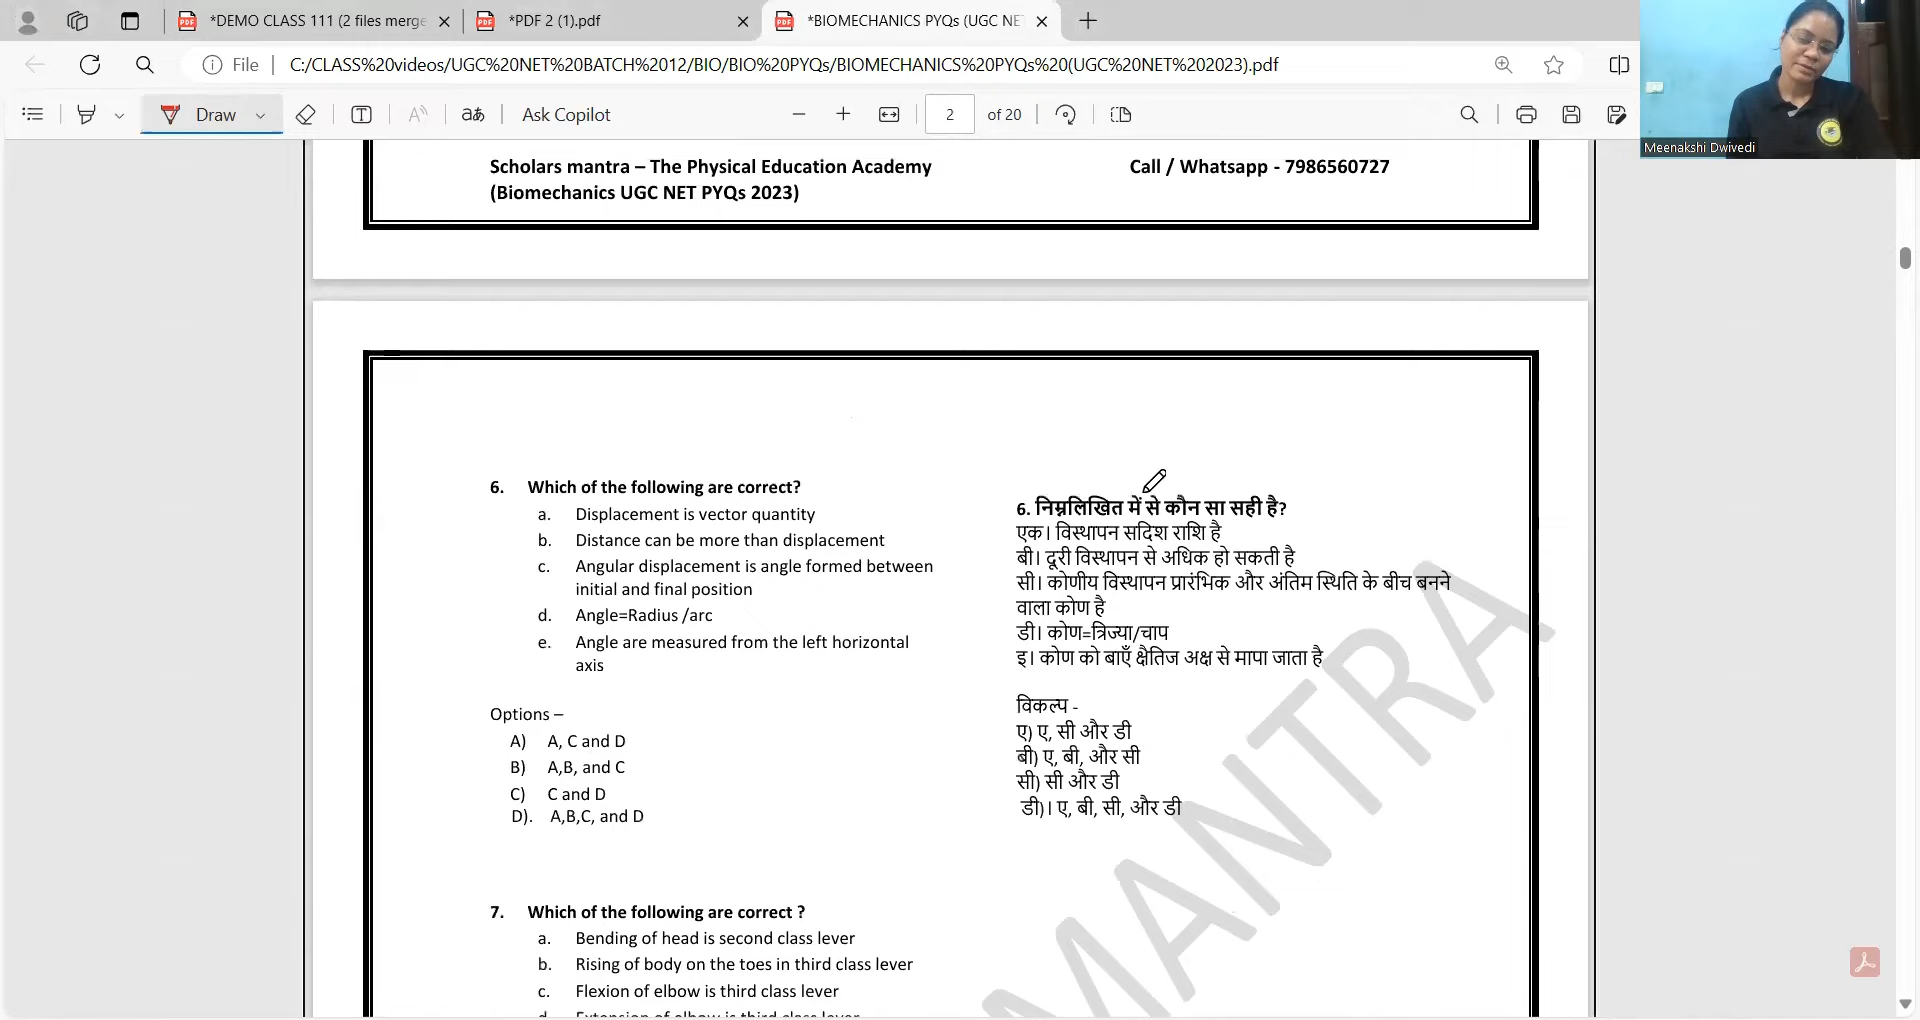 *DEMO CLASS 111 (2 files merge
*PDF 2 (1).pdf
*BIOMECHANICS PYQs (UGC NE
File
C:/CLASS%20videos/UGC%20NET%20BATCH%2012/BIO/BIO%20PYQs/BIOMECHANICS%20PYQs%20(UGC%20NET%202023).pdf
Draw
Ask Copilot
2
of 20
Meenakshi Dwivedi
Scholars mantra – The Physical Education Academy
Call / Whatsapp - 7986560727
(Biomechanics UGC NET PYQs 2023)
6. Which of the following are correct?
a. Displacement is vector quantity
b. Distance can be more than displacement
c. Angular displacement is angle formed between
initial and final position
d. Angle=Radius /arc
e. Angle are measured from the left horizontal
axis
Options –
A) A, C and D
B) A,B, and C
C) C and D
D). A,B,C, and D
6. निम्नलिखित में से कौन सा सही है?
एक। विस्थापन सदिश राशि है
बी। दूरी विस्थापन से अधिक हो सकती है
सी। कोणीय विस्थापन प्रारंभिक और अंतिम स्थिति के बीच बनने
वाला कोण है
डी। कोण=त्रिज्या/चाप
इ। कोण को बाएँ क्षैतिज अक्ष से मापा जाता है
विकल्प -
ए) ए, सी और डी
बी) ए, बी, और सी
सी) सी और डी
डी)। ए, बी, सी, और डी
7. Which of the following are correct ?
a. Bending of head is second class lever
b. Rising of body on the toes in third class lever
c. Flexion of elbow is third class lever
d. Extension of elbow is third class lever
MANTRA